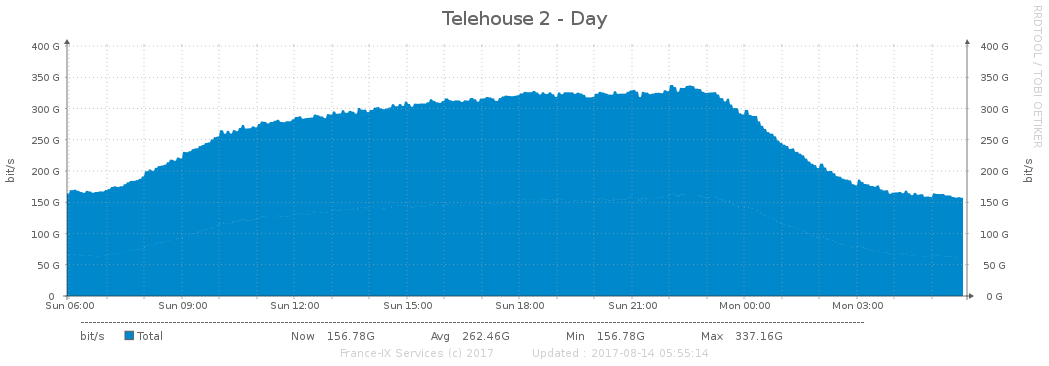 Telehouse 2 - Day
RRDTOOL / TOBI OETIKER
400 G 400 G
350 G 350 G
300 G 300 G
250 G 250 G
200 G 200 G
150 G 150 G
100 G 100 G
50 G 50 G
0 0 G
bit/s bit/s
Sun 06:00 Sun 09:00 Sun 12:00 Sun 15:00 Sun 18:00 Sun 21:00 Mon 00:00 Mon 03:00
bit/s Total Now 156.78G Avg 262.46G Min 156.78G Max 337.16G
France-IX Services (c) 2017 Updated : 2017-08-14 05:55:14